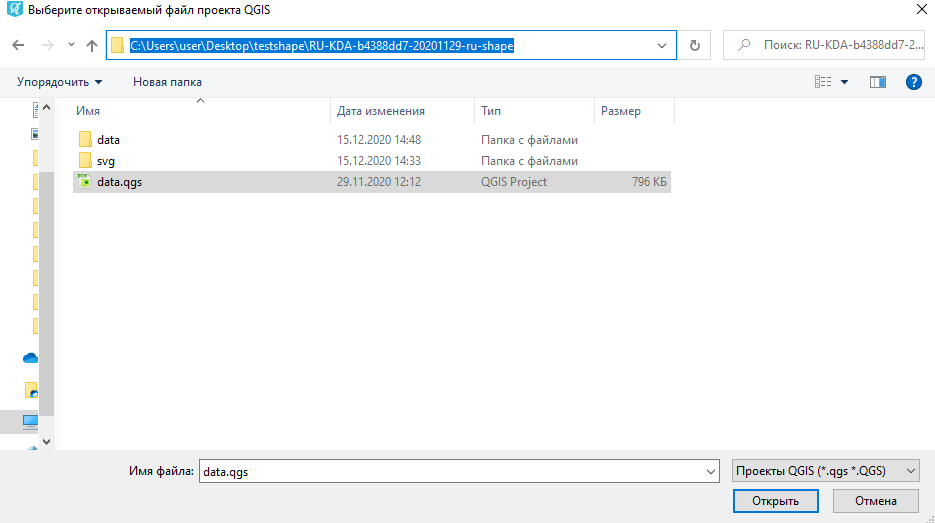 Выберите открываемый файл проекта QGIS
C:\Users\user\Desktop\testshape\RU-KDA-b4388dd7-20201129-ru-shape
Поиск: RU-KDA-b4388dd7-2...
Упорядочить
Новая папка
?
Имя
Дата изменения
Тип
Размер
data
15.12.2020 14:48
Папка с файлами
svg
15.12.2020 14:33
Папка с файлами
data.qgs
29.11.2020 12:12
QGIS Project
796 КБ
Имя файла:
data.qgs
Проекты QGIS (*.qgs *.QGS)
Открыть
Отмена